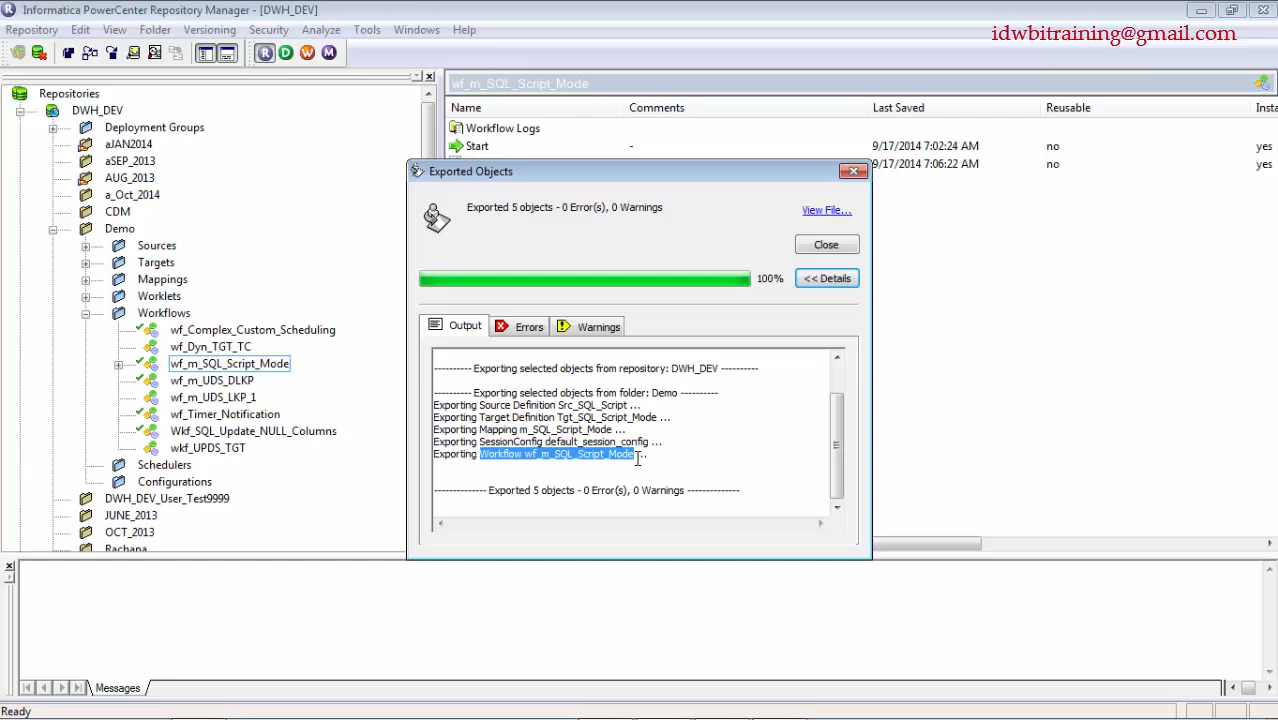 Informatica PowerCenter Repository Manager - [DWH_DEV]
Repository Edit View Folder Versioning Security Analyze Tools Windows Help
idwbitraining@gmail.com
R D W M
Repositories
DWH_DEV
Deployment Groups
aJAN2014
aSEP_2013
AUG_2013
a_Oct_2014
CDM
Demo
Sources
Targets
Mappings
Worklets
Workflows
wf_Complex_Custom_Scheduling
wf_Dyn_TGT_TC
wf_m_SQL_Script_Mode
wf_m_UDS_DLKP
wf_m_UDS_LKP_1
wf_Timer_Notification
Wkf_SQL_Update_NULL_Columns
wkf_UPDS_TGT
Schedulers
Configurations
DWH_DEV_User_Test9999
JUNE_2013
OCT_2013
Rachana
wf_m_SQL_Script_Mode
Name Comments Last Saved Reusable Insta
Workflow Logs
Start - 9/17/2014 7:02:24 AM no yes
9/17/2014 7:06:22 AM no yes
Exported Objects
Exported 5 objects - 0 Error(s), 0 Warnings
View File...
Close
100%
<< Details
Output Errors Warnings
---------- Exporting selected objects from repository: DWH_DEV ----------
---------- Exporting selected objects from folder: Demo ----------
Exporting Source Definition Src_SQL_Script ...
Exporting Target Definition Tgt_SQL_Script_Mode ...
Exporting Mapping m_SQL_Script_Mode ...
Exporting SessionConfig default_session_config ...
Exporting Workflow wf_m_SQL_Script_Mode ...
-------------- Exported 5 objects - 0 Error(s), 0 Warnings --------------
Messages
Ready